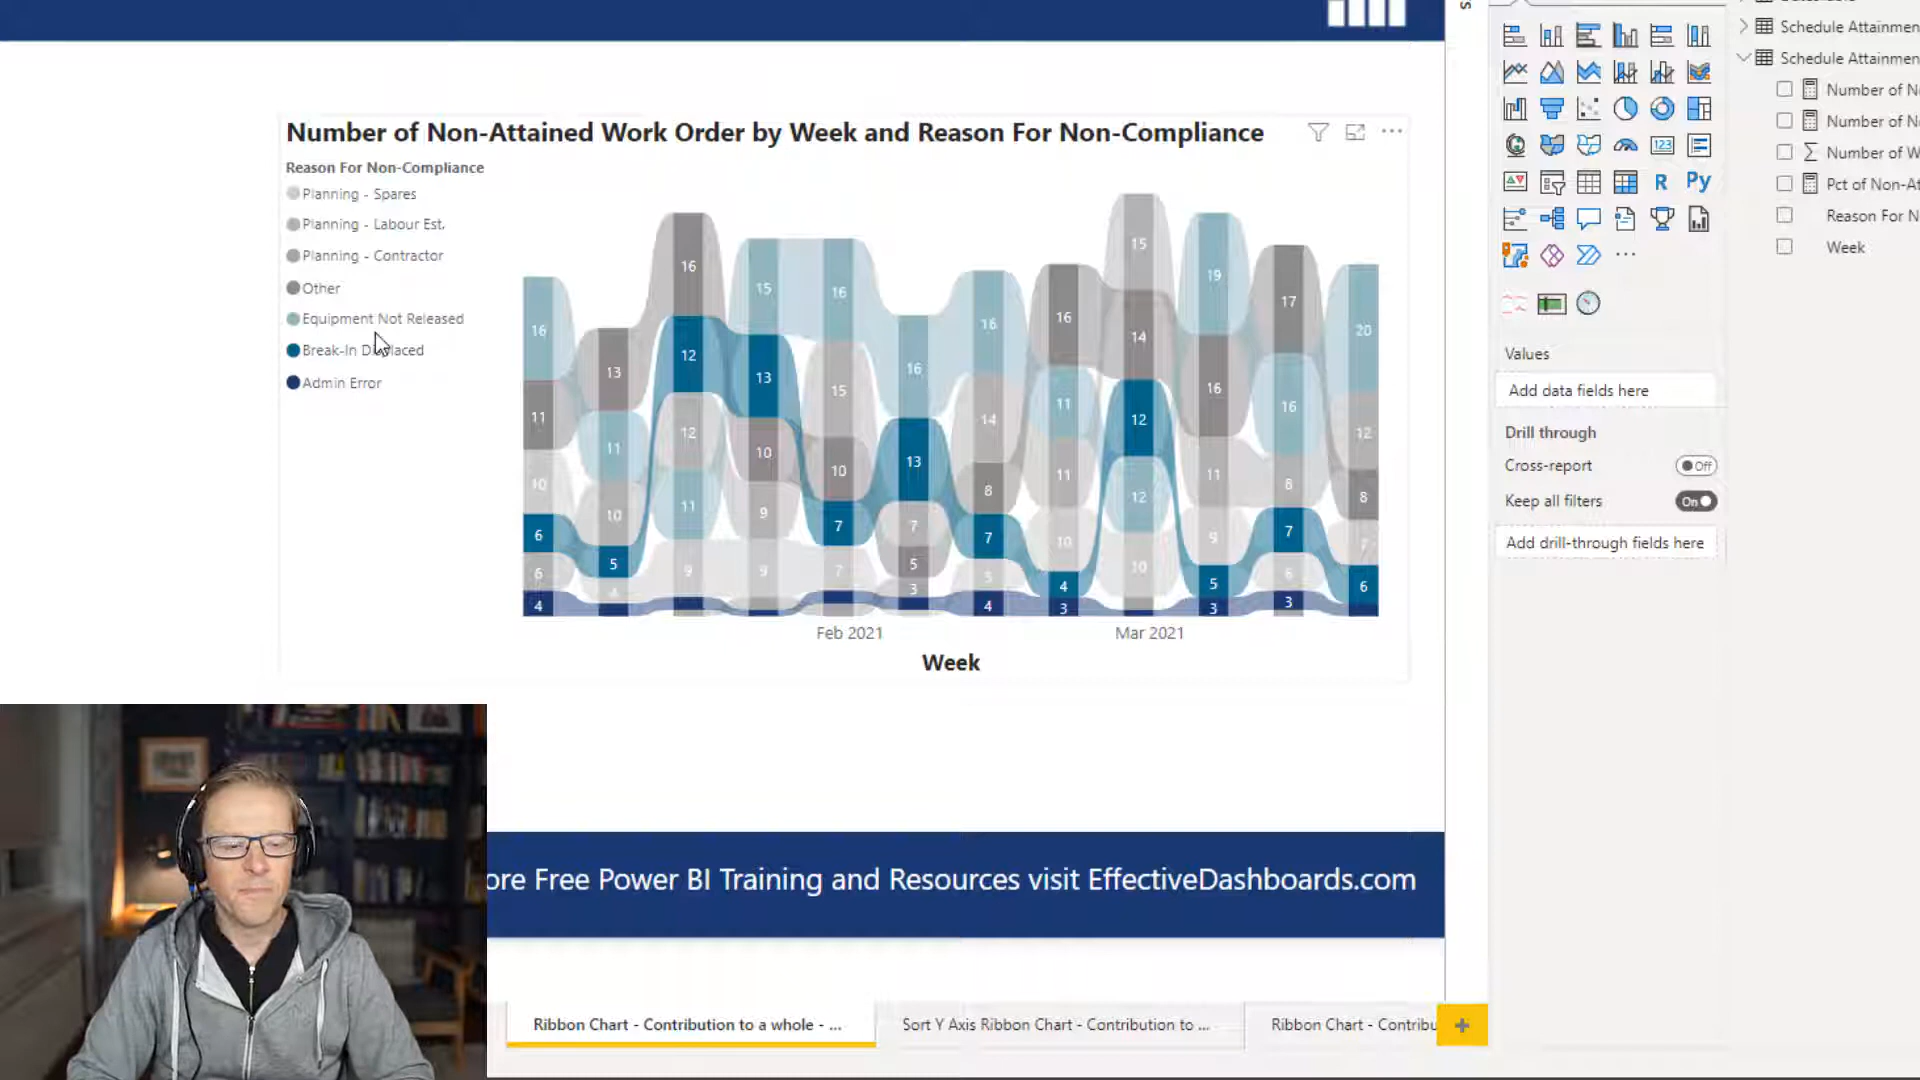 Number of Non-Attained Work Order by Week and Reason For Non-Compliance
Reason For Non-Compliance
Planning - Spares
Planning - Labour Est.
Planning - Contractor
Other
Equipment Not Released
Break-In
Admin Error
16 11 10 6 6 4
13 11 10 5 4
16 12 12 11 9
15 13 10 9 9
16 15 10 7 7
16 13 7 5 3
16 14 8 7 5 4
16 11 11 10 4 3
15 14 12 12 10
19 16 11 9 5 3
17 16 8 7 6 3
20 12 8 7 6
Feb 2021
Mar 2021
Week
ore Free Power BI Training and Resources visit EffectiveDashboards.com
Ribbon Chart - Contribution to a whole - ...
Sort Y Axis Ribbon Chart - Contribution to ...
Ribbon Chart - Contribu
+
123
R
Py
Values
Add data fields here
Drill through
Cross-report
Off
Keep all filters
On
Add drill-through fields here
Schedule Attainmen
Schedule Attainmen
Number of N
Number of N
Number of W
Pct of Non-At
Reason For N
Week